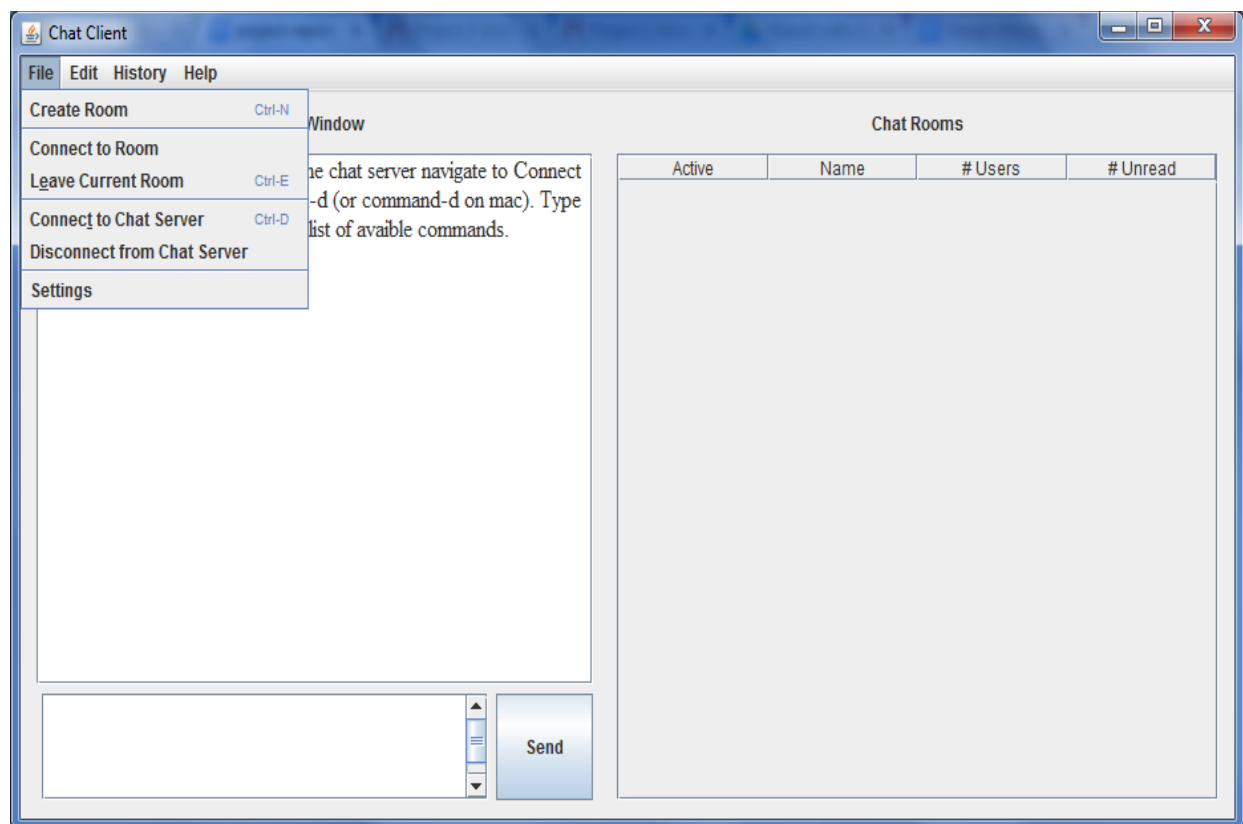 Chat Client
File Edit History Help
Create Room Ctrl-N
Connect to Room
Leave Current Room Ctrl-E
Connect to Chat Server Ctrl-D
Disconnect from Chat Server
Settings
Window
chat server navigate to Connect
-d (or command-d on mac). Type
list of avaible commands.
Send
Chat Rooms
Active Name # Users # Unread